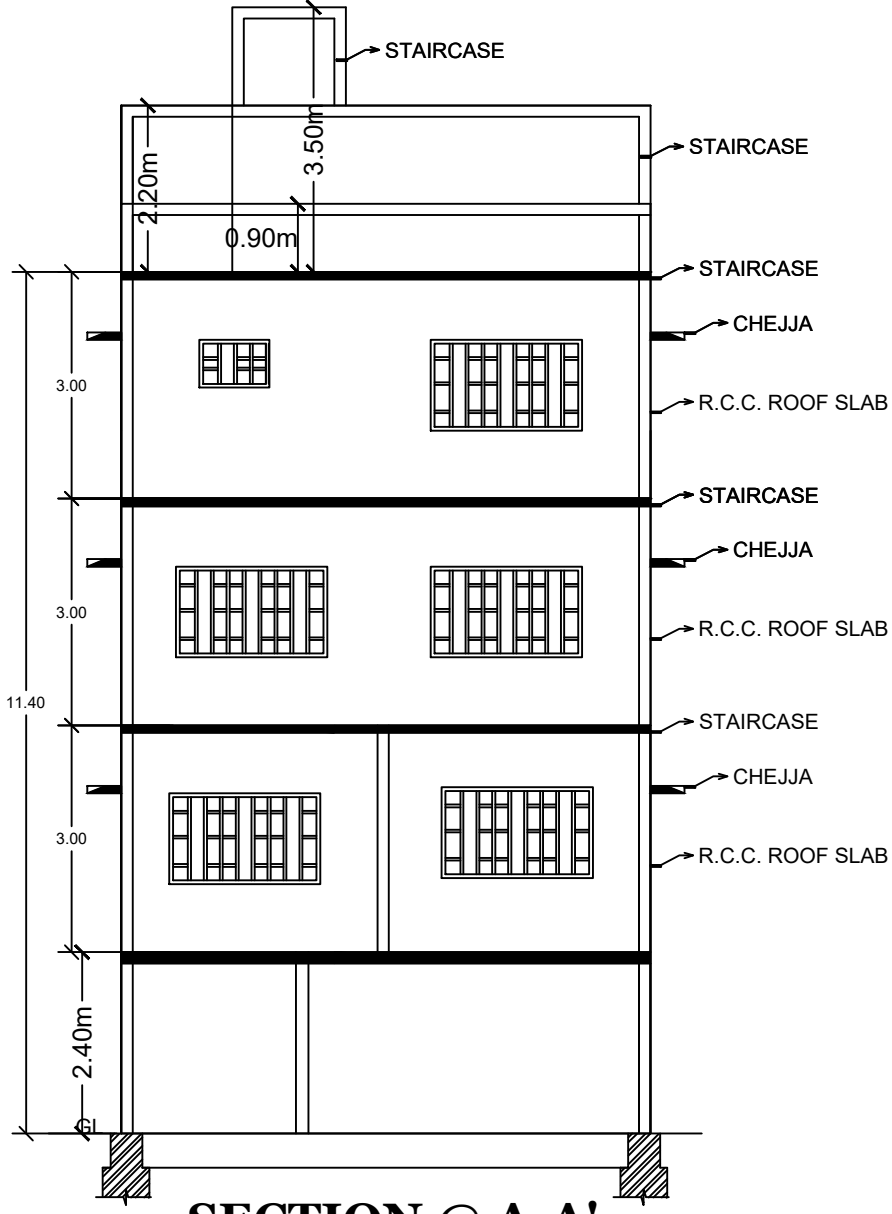 STAIRCASE
3.50m
STAIRCASE
2.20m
0.90m
STAIRCASE
CHEJJA
3.00
R.C.C. ROOF SLAB
STAIRCASE
CHEJJA
3.00
R.C.C. ROOF SLAB
11.40
STAIRCASE
CHEJJA
3.00
R.C.C. ROOF SLAB
2.40m
GL
SECTION @ A-A'